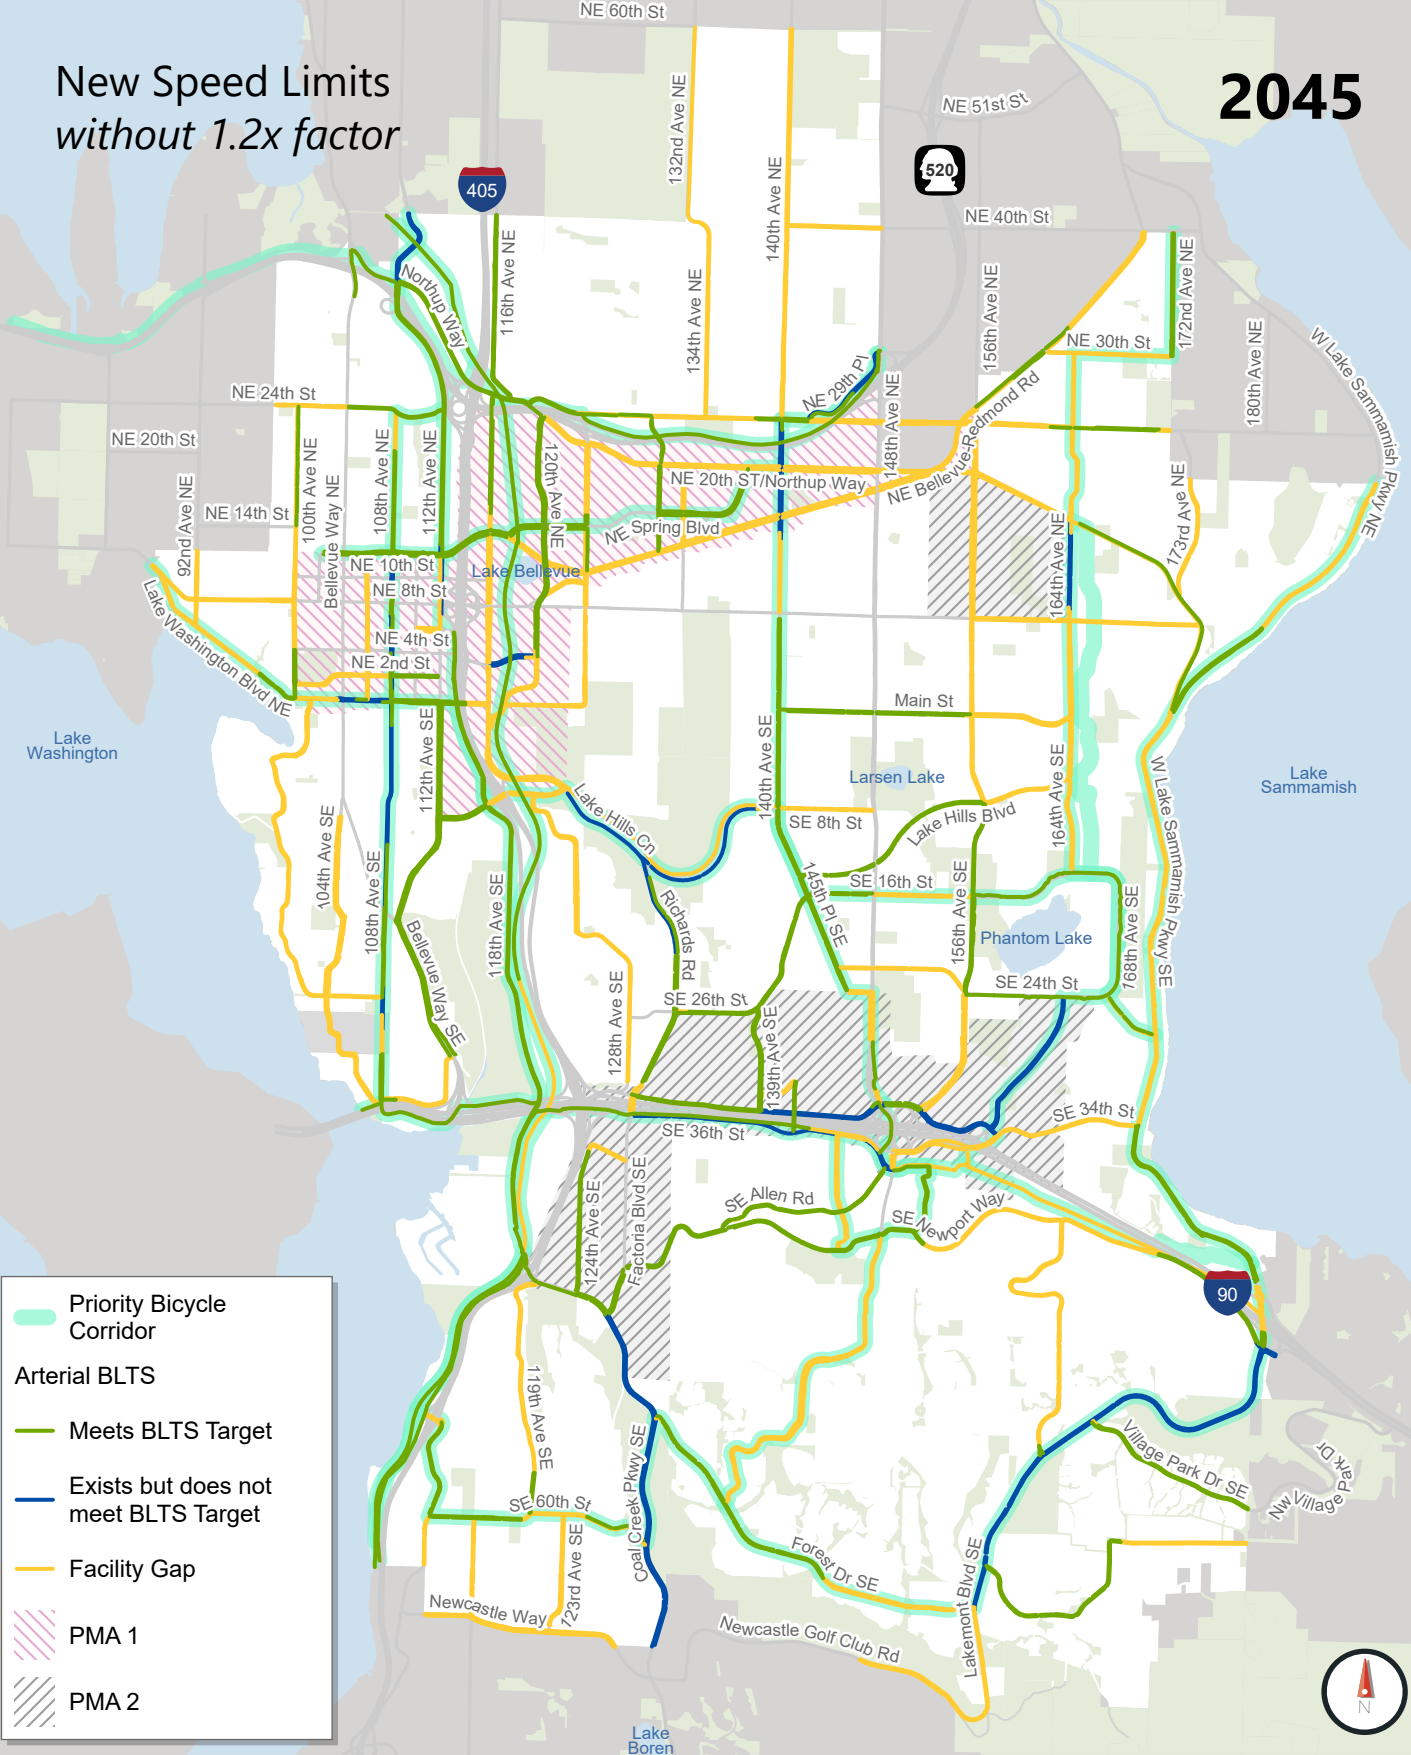 New Speed Limits
without 1.2x factor
2045
NE 60th St
132nd Ave NE
140th Ave NE
NE 51st St
520
405
NE 40th St
116th Ave NE
Northup Way
134th Ave NE
156th Ave NE
172nd Ave NE
NE 30th St
180th Ave NE
W Lake Sammamish Pkwy NE
NE 29th Pl
148th Ave NE
NE Bellevue-Redmond Rd
NE 24th St
NE 20th St
100th Ave NE
108th Ave NE
112th Ave NE
120th Ave NE
NE 20th ST/Northup Way
92nd Ave NE
Bellevue Way NE
NE 14th St
NE Spring Blvd
164th Ave NE
173rd Ave NE
NE 10th St
Lake Bellevue
NE 8th St
Lake Washington Blvd NE
NE 4th St
NE 2nd St
Main St
Lake
Washington
112th Ave SE
140th Ave SE
Larsen Lake
164th Ave SE
W Lake Sammamish Pkwy SE
Lake
Sammamish
104th Ave SE
Lake Hills Cn
SE 8th St
Lake Hills Blvd
108th Ave SE
118th Ave SE
145th Pl SE
SE 16th St
156th Ave SE
168th Ave SE
Richards Rd
Phantom Lake
Bellevue Way SE
128th Ave SE
SE 26th St
139th Ave SE
SE 24th St
SE 34th St
SE 36th St
124th Ave SE
Factoria Blvd SE
SE Allen Rd
SE Newport Way
90
Priority Bicycle
Corridor
Arterial BLTS
Meets BLTS Target
Exists but does not
meet BLTS Target
Facility Gap
PMA 1
PMA 2
119th Ave SE
SE 60th St
Coal Creek Pkwy SE
123rd Ave SE
Newcastle Way
Forest Dr SE
Lakemont Blvd SE
Village Park Dr SE
NW Village Park Dr
Newcastle Golf Club Rd
Lake
Boren
N